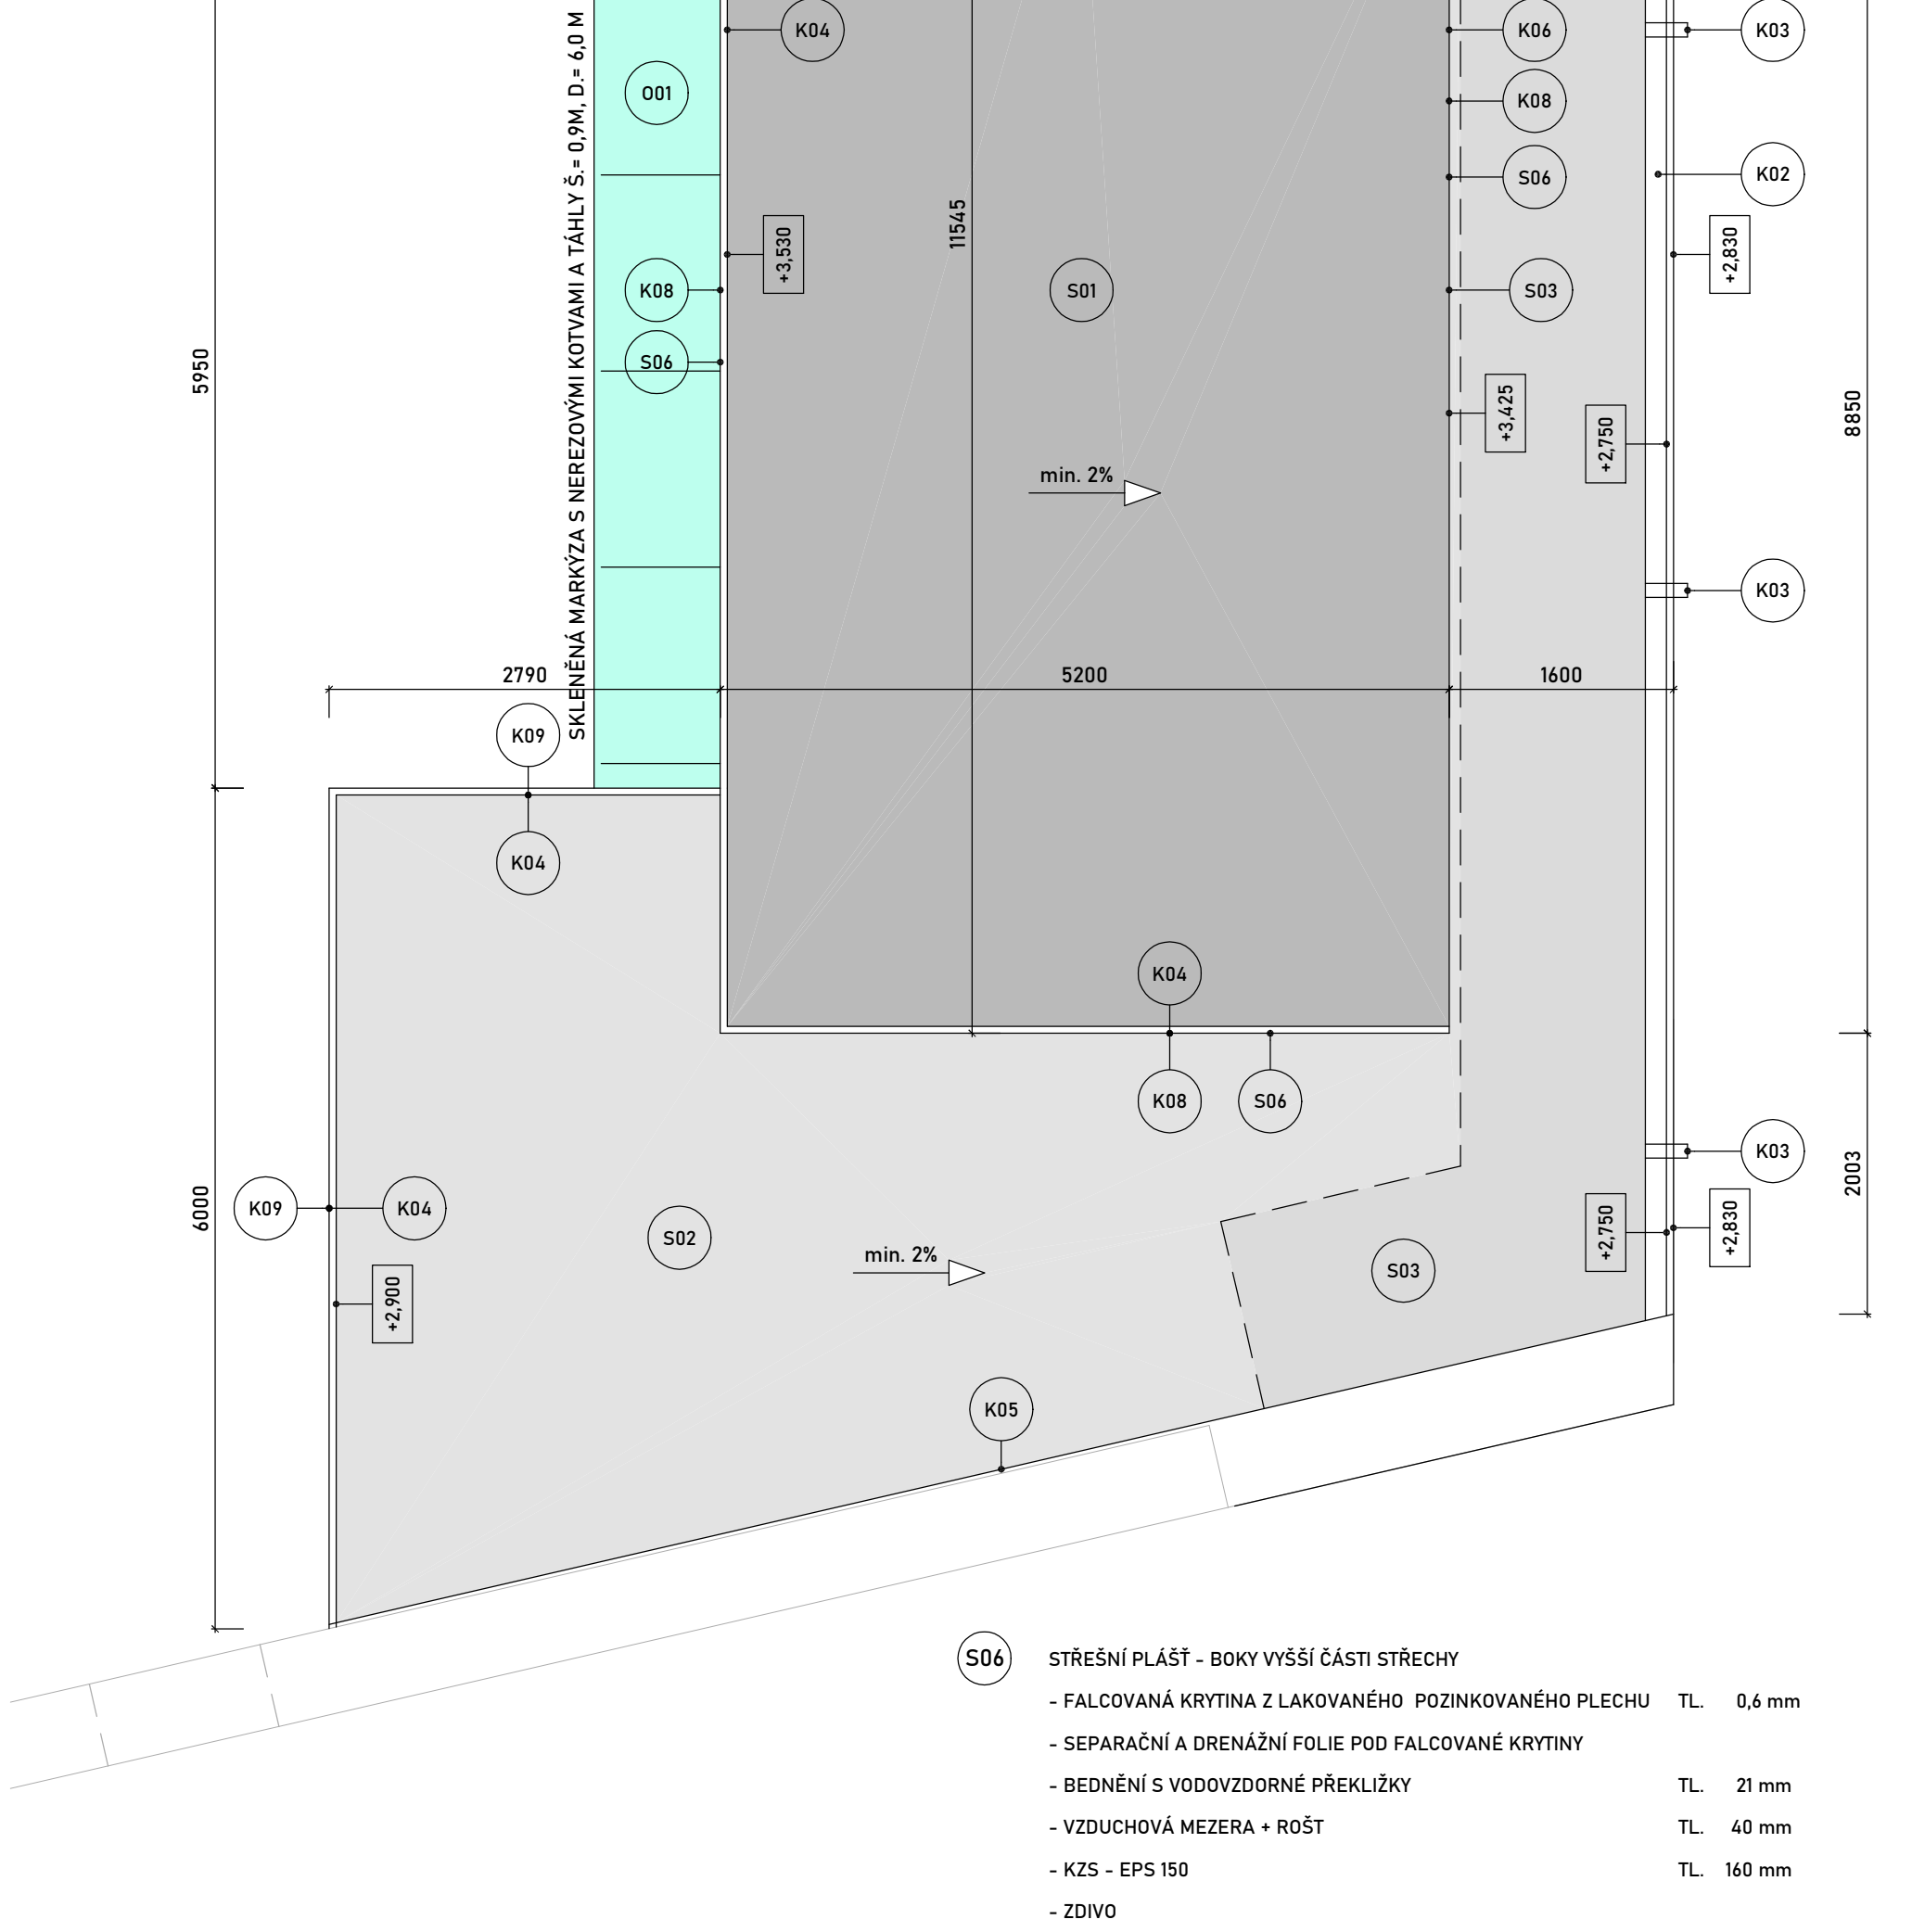 K04
K06
K03
O01
K08
SKLENĚNÁ MARKÝZA S NEREZOVÝMI KOTVAMI A TÁHLY Š.= 0,9M, D.= 6,0 M
S06
K02
11545
+3,530
+2,830
K08
S01
S03
S06
5950
+3,425
8850
+2,750
min. 2%
K03
2790
5200
1600
K09
K04
K04
K08
S06
K03
6000
K09
K04
2003
S02
+2,750
+2,830
min. 2%
S03
+2,900
K05
S06 STŘEŠNÍ PLÁŠŤ - BOKY VYŠŠÍ ČÁSTI STŘECHY
- FALCOVANÁ KRYTINA Z LAKOVANÉHO POZINKOVANÉHO PLECHU TL. 0,6 mm
- SEPARAČNÍ A DRENÁŽNÍ FOLIE POD FALCOVANÉ KRYTINY
- BEDNĚNÍ S VODOVZDORNÉ PŘEKLIŽKY TL. 21 mm
- VZDUCHOVÁ MEZERA + ROŠT TL. 40 mm
- KZS - EPS 150 TL. 160 mm
- ZDIVO